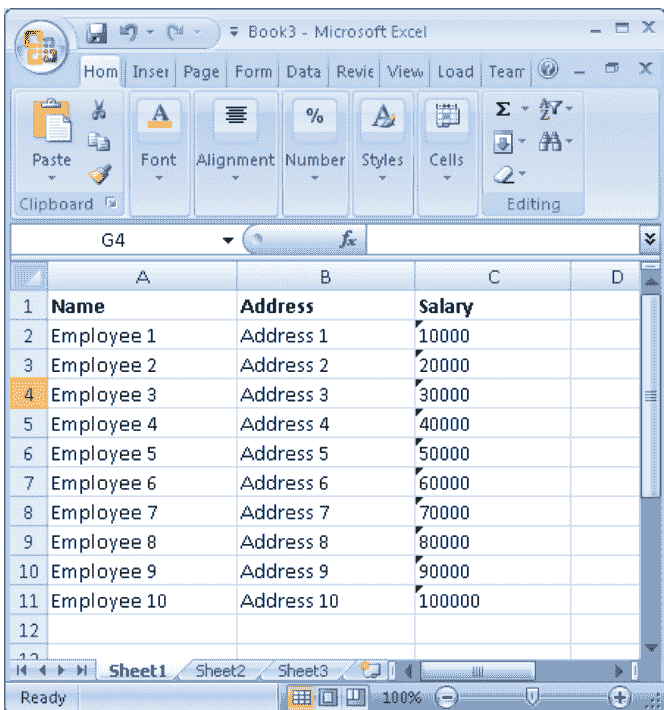 Book3 - Microsoft Excel
Hom Inser Page Form Data Revie View Load Tearr
Paste Font Alignment Number Styles Cells Σ
Clipboard Editing
G4 fx
A B C D
1 Name Address Salary
2 Employee 1 Address 1 10000
3 Employee 2 Address 2 20000
4 Employee 3 Address 3 30000
5 Employee 4 Address 4 40000
6 Employee 5 Address 5 50000
7 Employee 6 Address 6 60000
8 Employee 7 Address 7 70000
9 Employee 8 Address 8 80000
10 Employee 9 Address 9 90000
11 Employee 10 Address 10 100000
12
Sheet1 Sheet2 Sheet3
Ready 100%